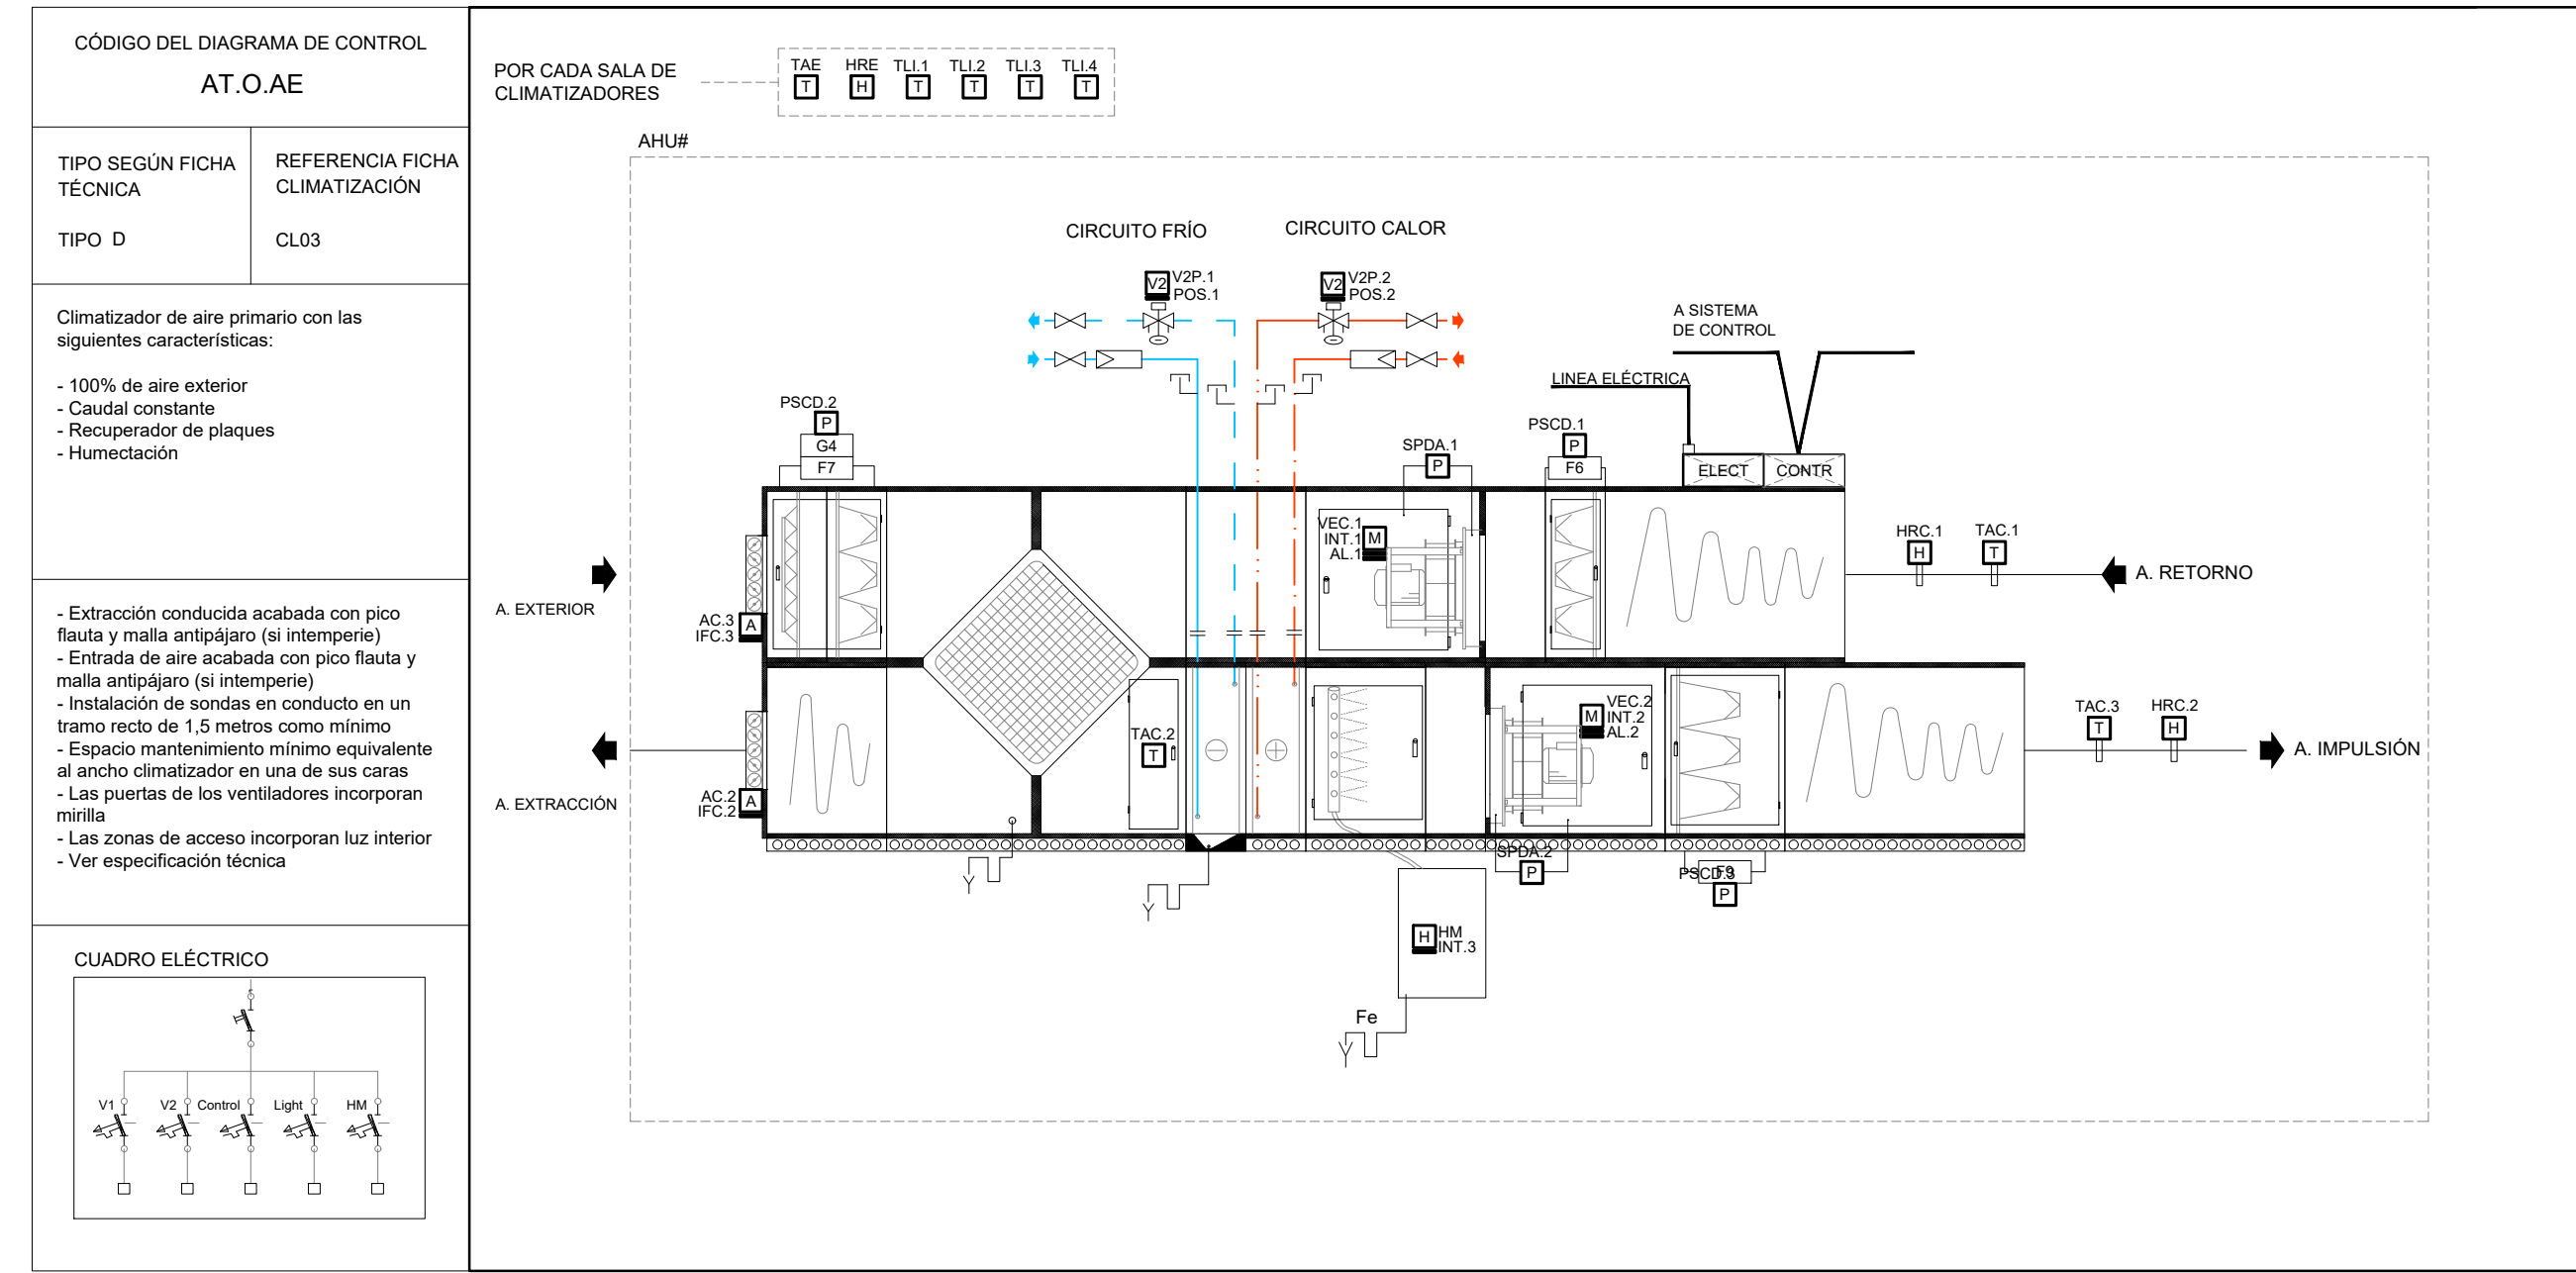 CÓDIGO DEL DIAGRAMA DE CONTROL
AT.O.AE
TIPO SEGÚN FICHA
TÉCNICA
TIPO D
REFERENCIA FICHA
CLIMATIZACIÓN
CL03
Climatizador de aire primario con las
siguientes características:
- 100% de aire exterior
- Caudal constante
- Recuperador de plaques
- Humectación
- Extracción conducida acabada con pico
flauta y malla antipájaro (si intemperie)
- Entrada de aire acabada con pico flauta y
malla antipájaro (si intemperie)
- Instalación de sondas en conducto en un
tramo recto de 1,5 metros como mínimo
- Espacio mantenimiento mínimo equivalente
al ancho climatizador en una de sus caras
- Las puertas de los ventiladores incorporan
mirilla
- Las zonas de acceso incorporan luz interior
- Ver especificación técnica
CUADRO ELÉCTRICO
V1
V2
Control
Light
HM
POR CADA SALA DE
CLIMATIZADORES
TAE HRE TLI.1 TLI.2 TLI.3 TLI.4
T H T T T T
AHU#
CIRCUITO FRÍO
CIRCUITO CALOR
V2 V2P.1
POS.1
V2 V2P.2
POS.2
A SISTEMA
DE CONTROL
LINEA ELÉCTRICA
PSCD.2
P
G4
F7
SPDA.1
P
PSCD.1
P
F6
ELECT
CONTR
VEC.1
INT.1
AL.1
M
HRC.1
H
TAC.1
T
A. RETORNO
A. EXTERIOR
AC.3
IFC.3
A
TAC.2
T
M
VEC.2
INT.2
AL.2
TAC.3
T
HRC.2
H
A. IMPULSIÓN
A. EXTRACCIÓN
AC.2
IFC.2
A
SPDA.2
P
PSCD.3
F9
P
H HM
INT.3
Fe